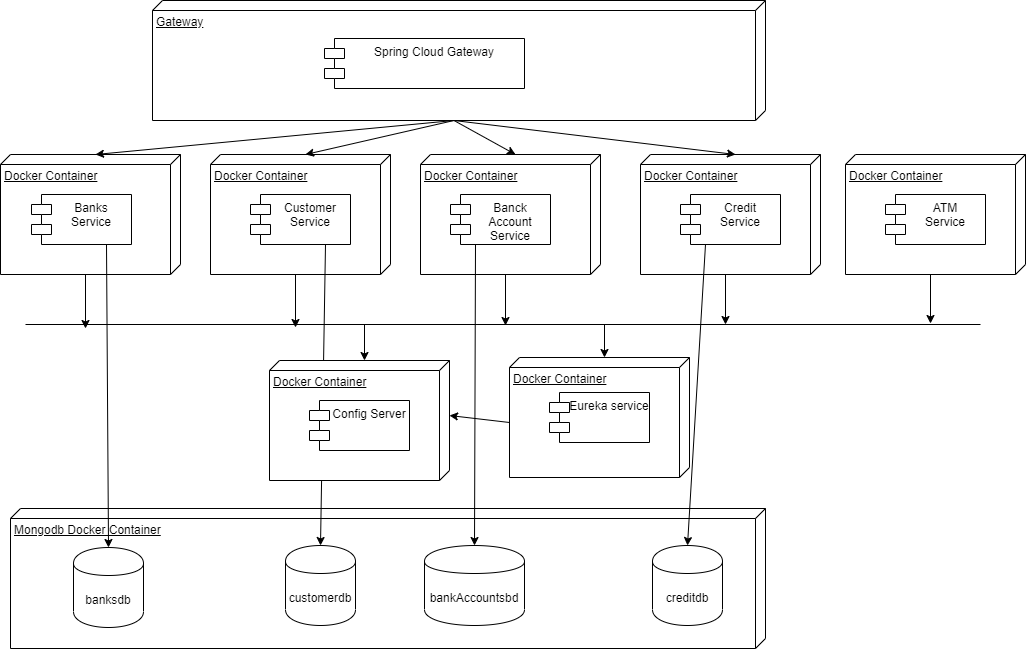 Gateway
Spring Cloud Gateway
Docker Container
Banks
Service
Docker Container
Customer
Service
Docker Container
Banck
Account
Service
Docker Container
Credit
Service
Docker Container
ATM
Service
Docker Container
Config Server
Docker Container
Eureka service
Mongodb Docker Container
banksdb
customerdb
bankAccountsbd
creditdb